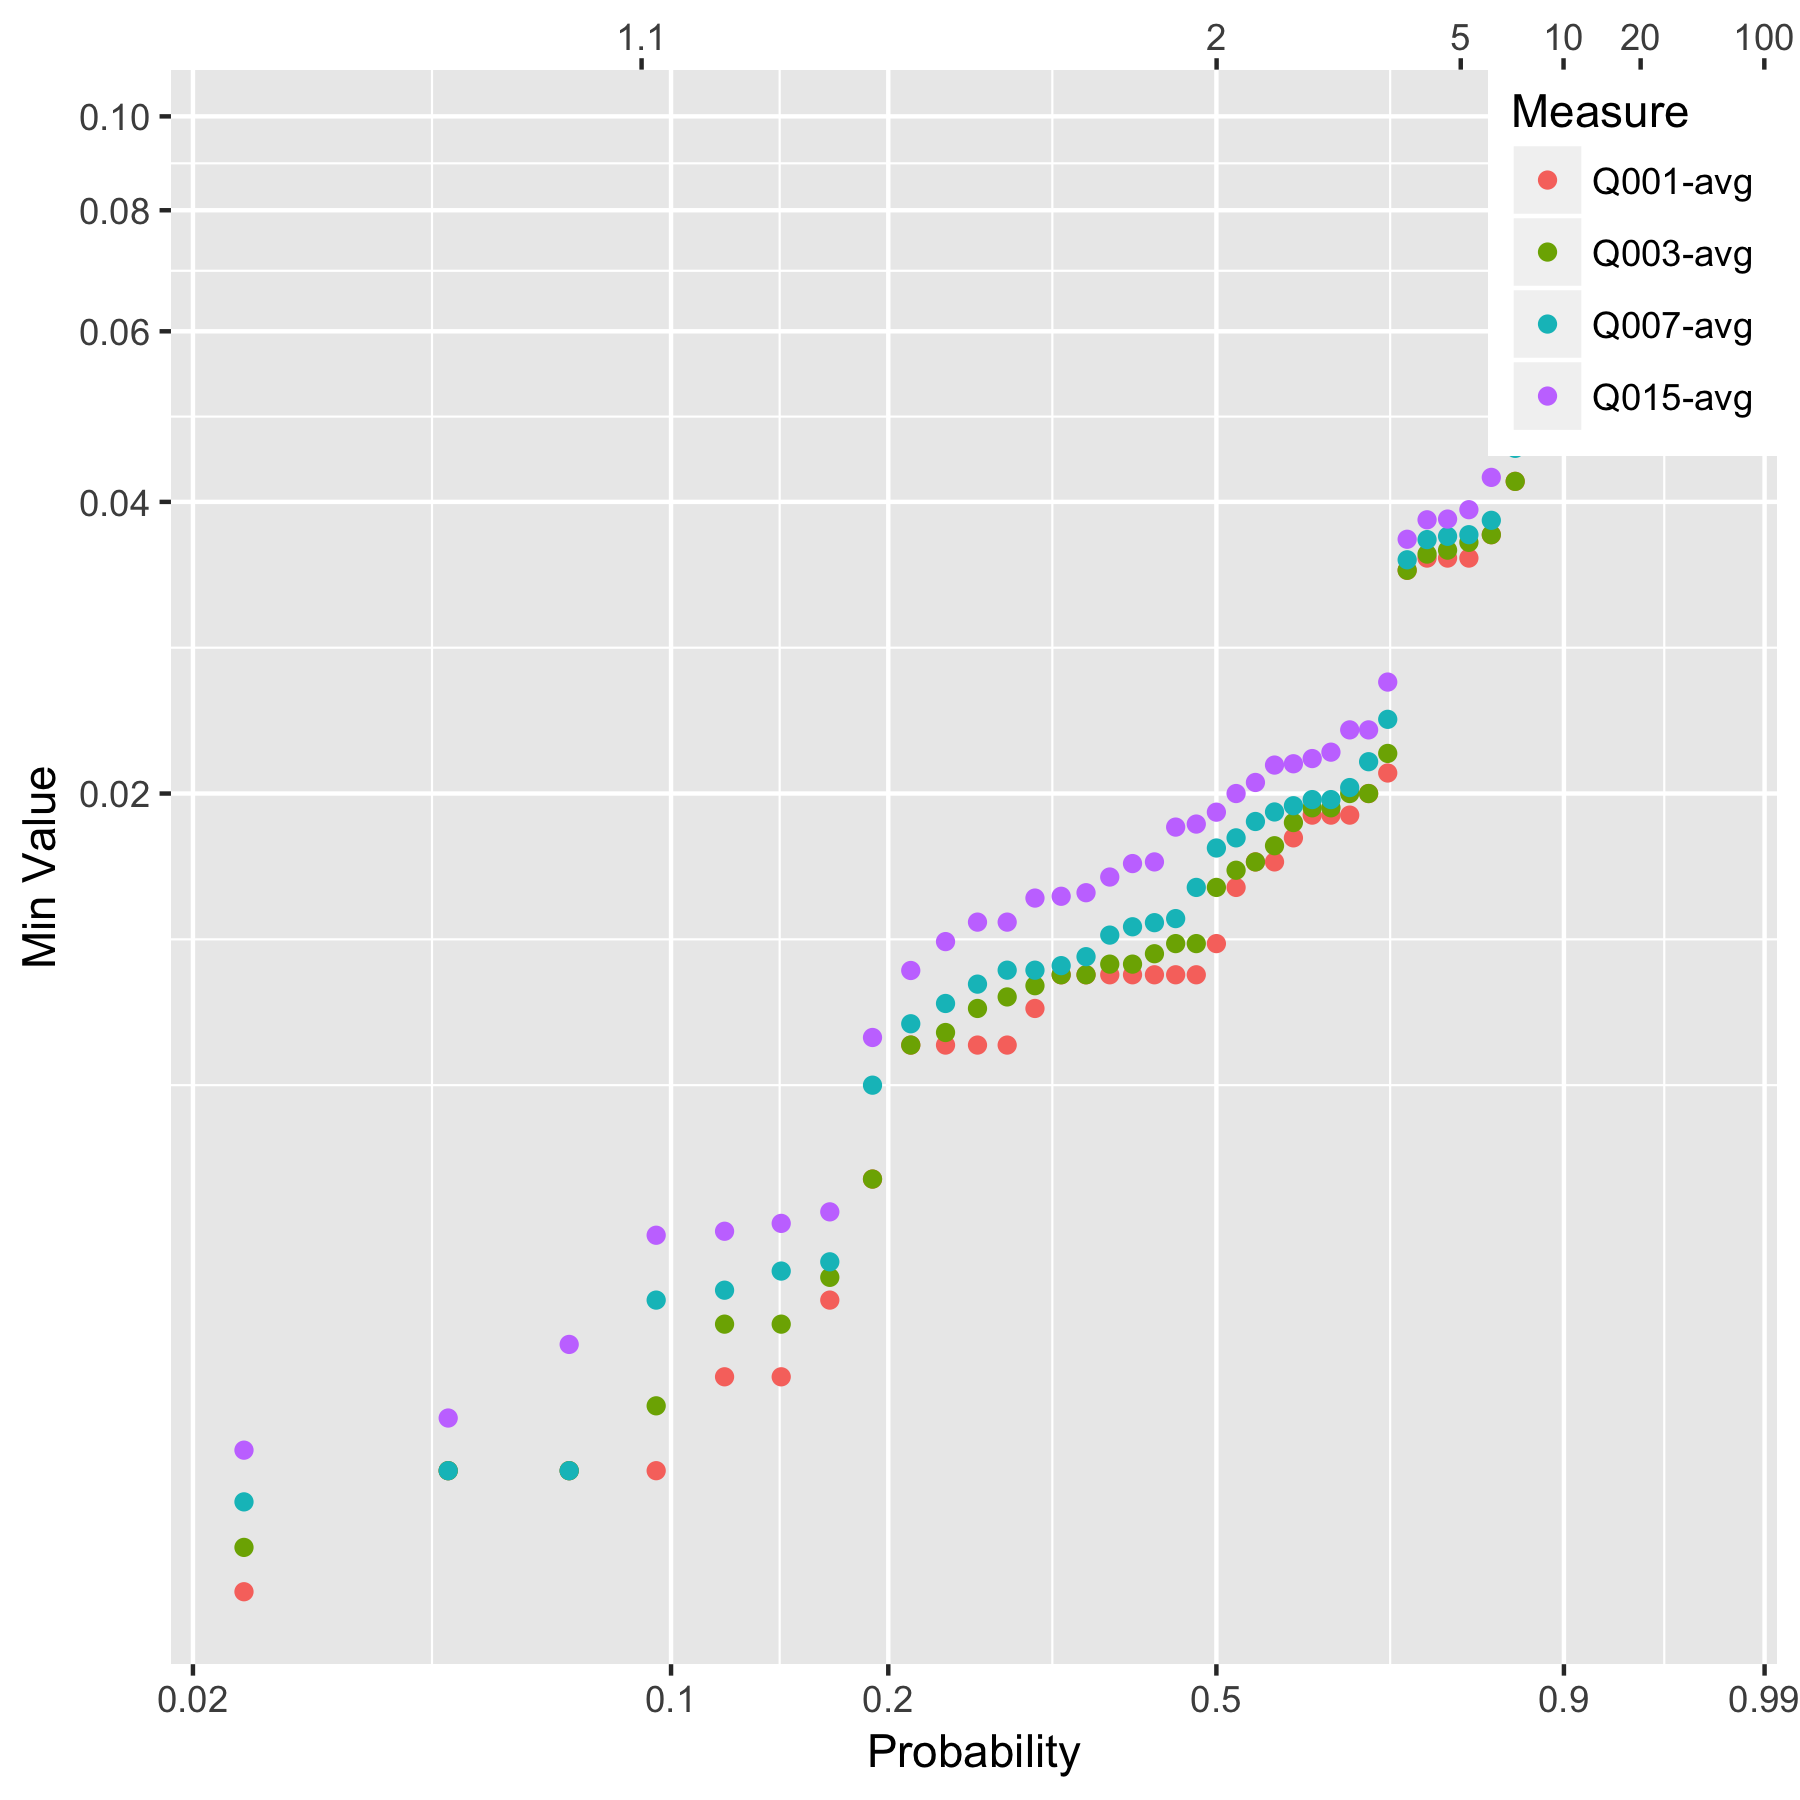 1.1 2 5 10 20 100
Measure
Q001-avg
Q003-avg
Q007-avg
Q015-avg
0.10
0.08
0.06
0.04
0.02
Min Value
0.02 0.1 0.2 0.5 0.9 0.99
Probability